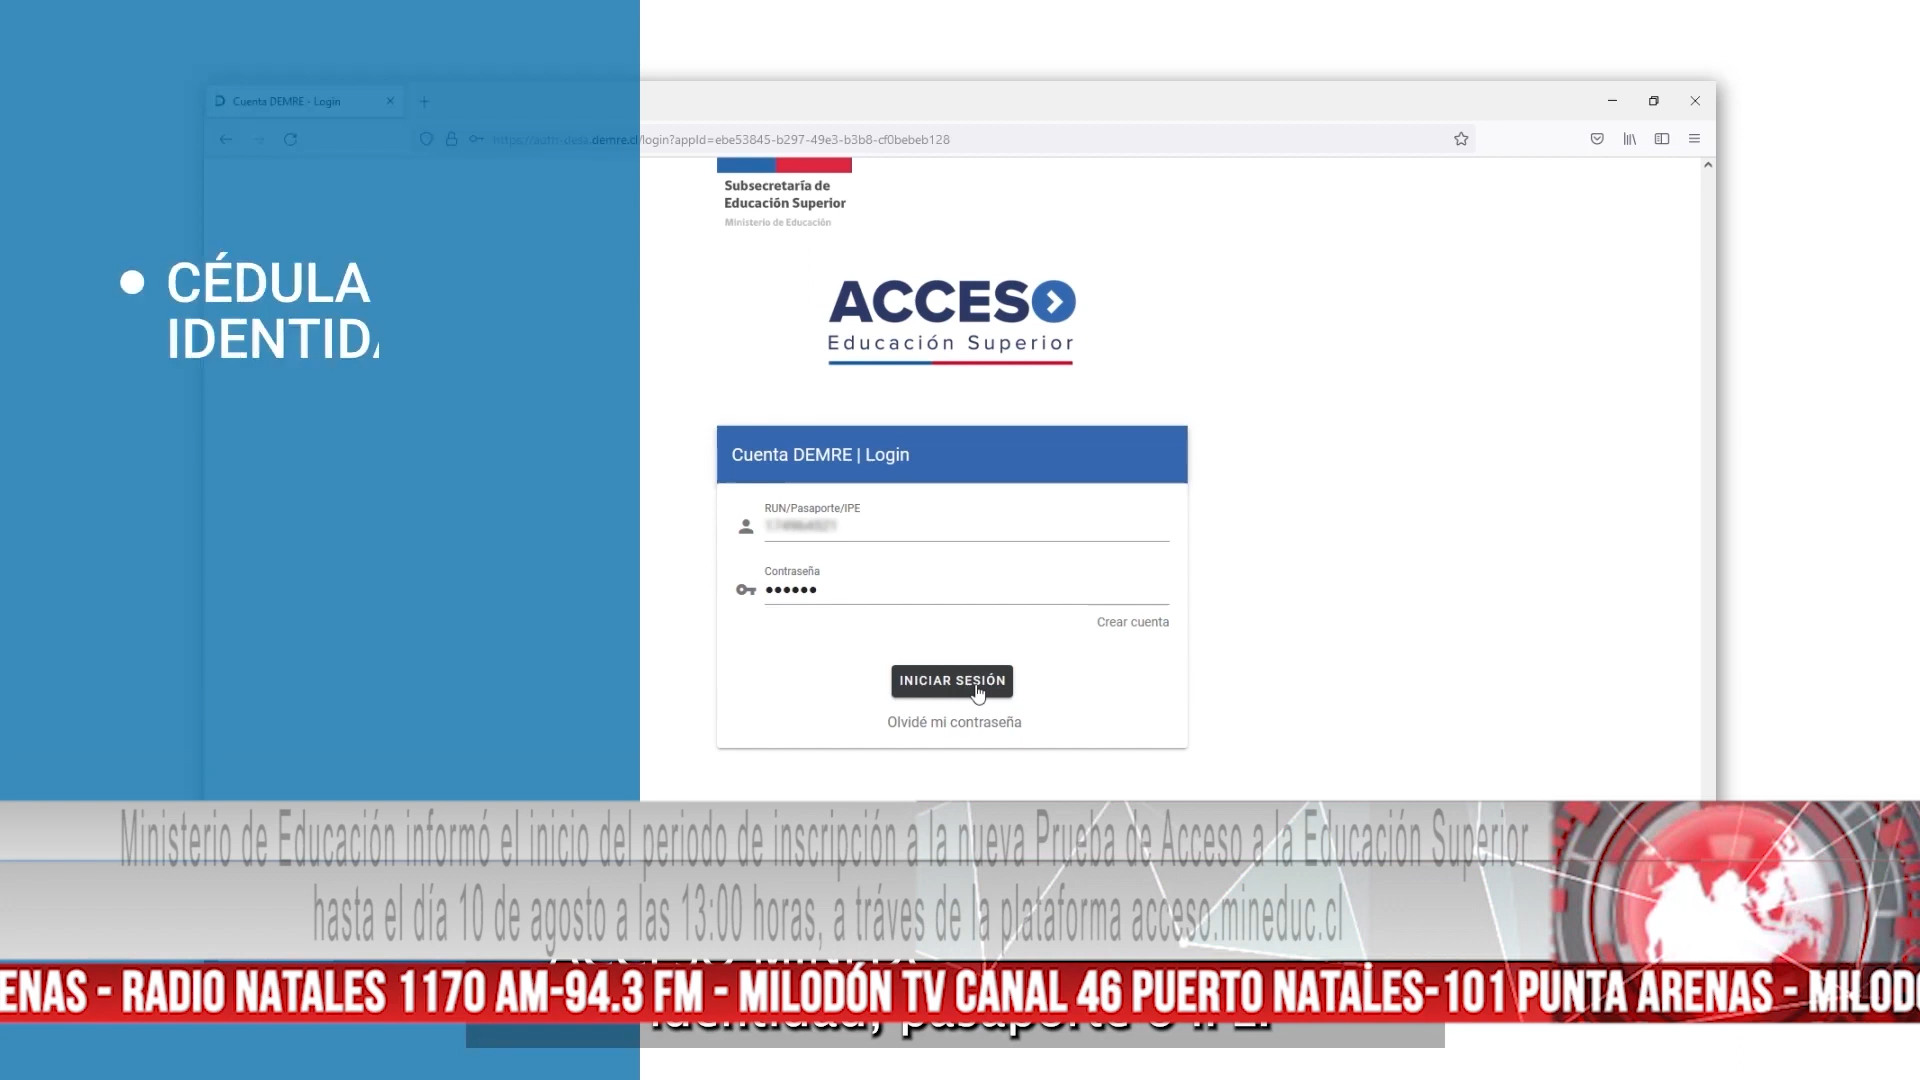 Cuenta DEMRE - Login
https://auth-desa.demre.cl/login?appId=ebe53845-b297-49e3-b3b8-cf0bebeb128
Subsecretaría de
Educación Superior
Ministerio de Educación
CÉDULA
ACCESO
Educación Superior
Cuenta DEMRE | Login
RUN/Pasaporte/IPE
Contraseña
Crear cuenta
INICIAR SESIÓN
Olvidé mi contraseña
Ministerio de Educación informó el inicio del periodo de inscripción a la nueva Prueba de Acceso a la Educación Superior
hasta el día 10 de agosto a las 13:00 horas, a tráves de la plataforma acceso.mineduc.cl
ENAS - RADIO NATALES 1170 AM-94.3 FM - MILODÓN TV CANAL 46 PUERTO NATALES-101 PUNTA ARENAS - MILODÓ
identidad, pasaporte o